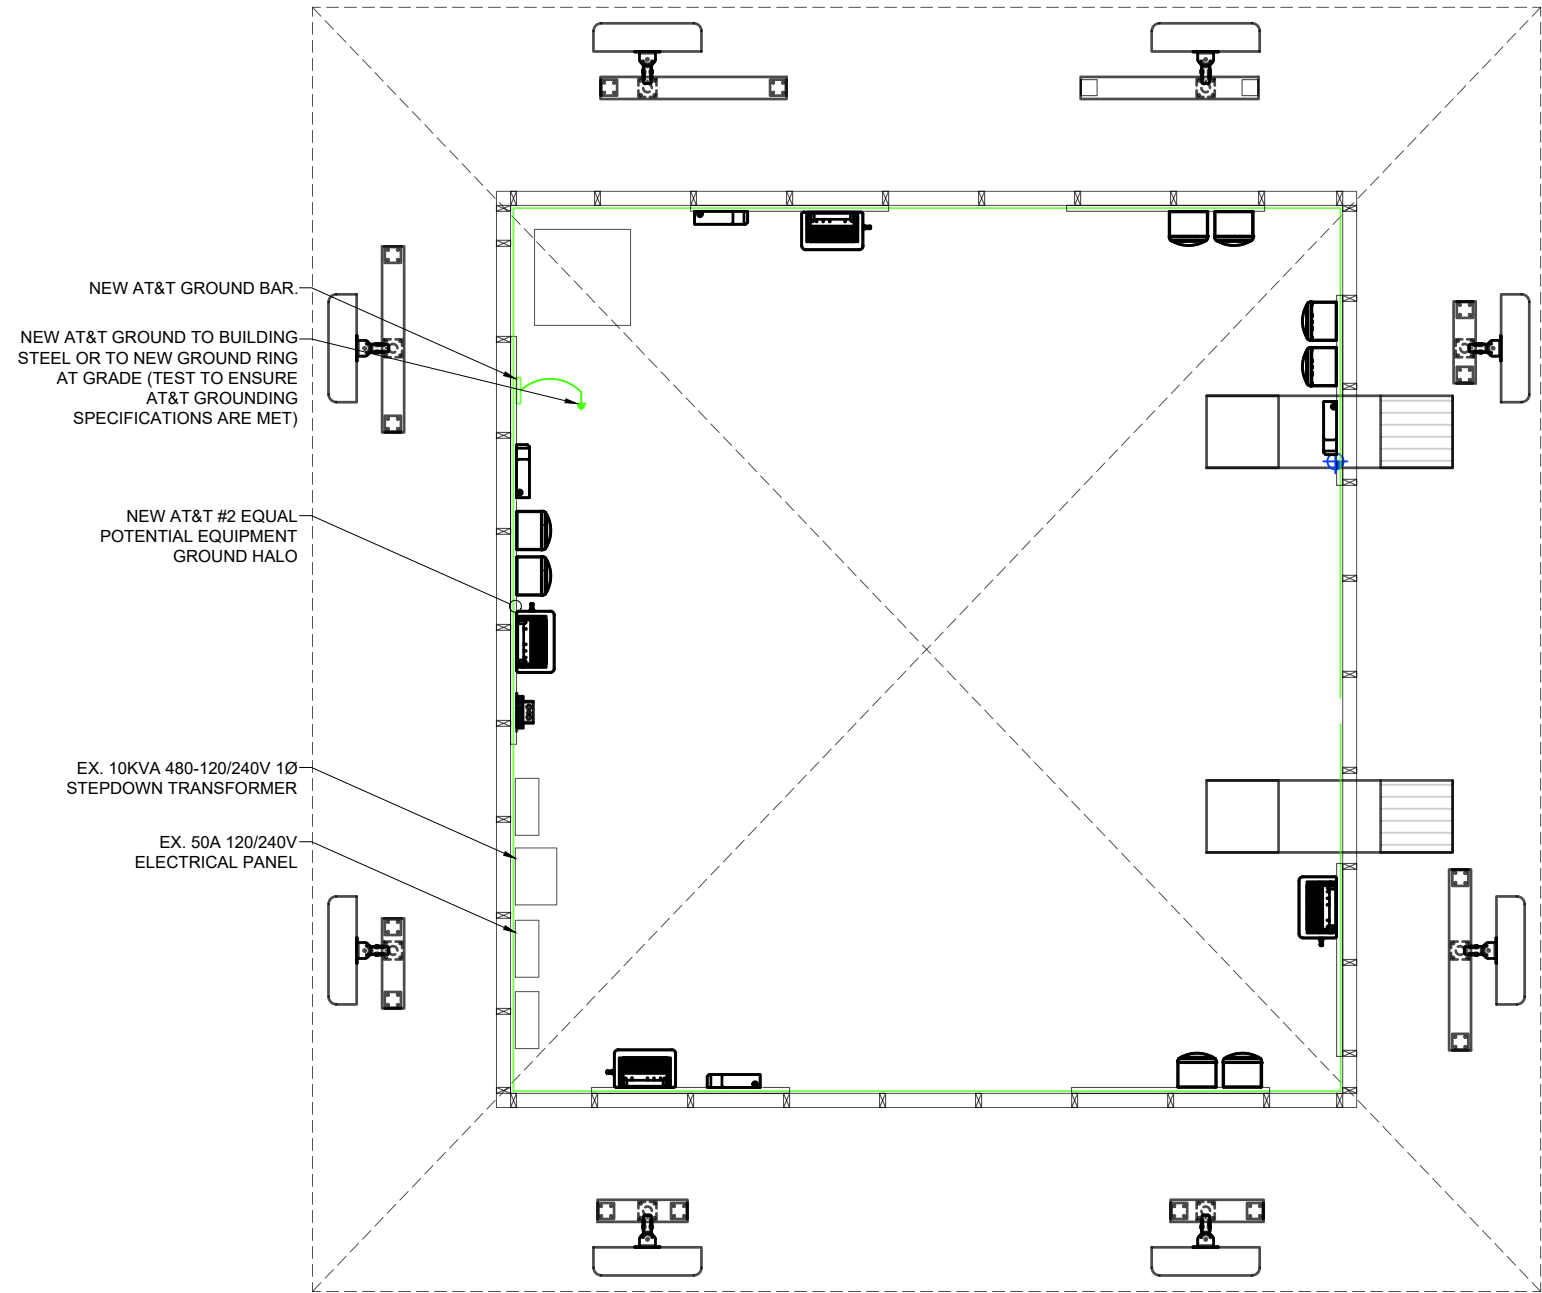 NEW AT&T GROUND BAR.
NEW AT&T GROUND TO BUILDING
STEEL OR TO NEW GROUND RING
AT GRADE (TEST TO ENSURE
AT&T GROUNDING
SPECIFICATIONS ARE MET)
NEW AT&T #2 EQUAL
POTENTIAL EQUIPMENT
GROUND HALO
EX. 10KVA 480-120/240V 1Ø
STEPDOWN TRANSFORMER
EX. 50A 120/240V
ELECTRICAL PANEL